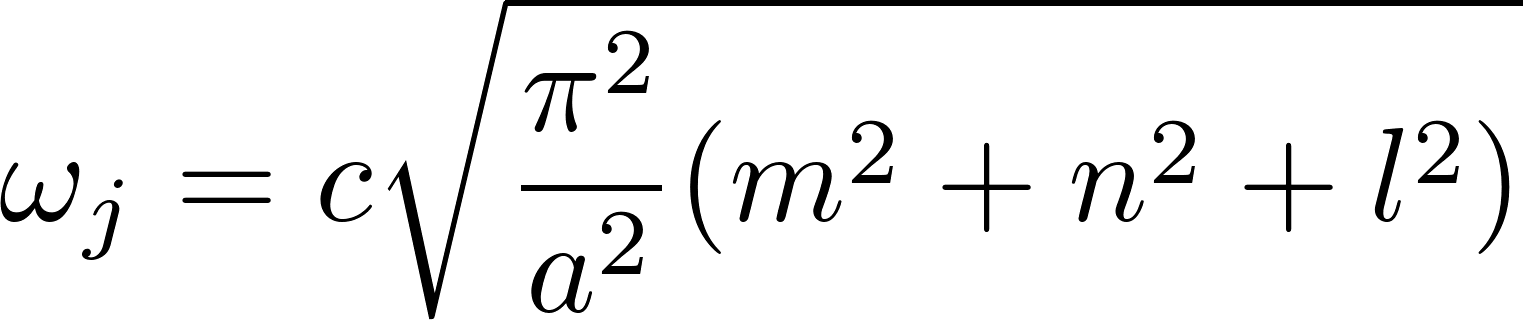 ω_j = c√(π²/a² (m² + n² + l²))